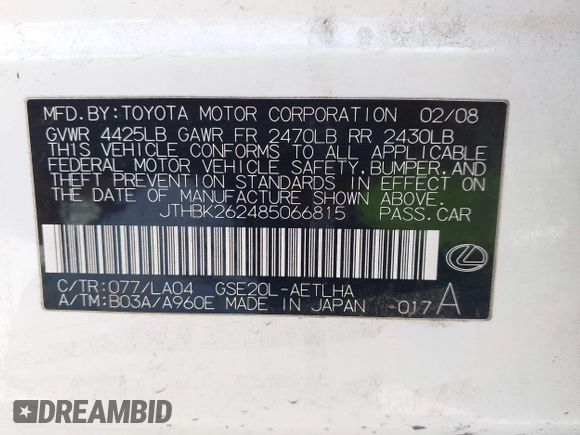 MFD.BY:TOYOTA MOTOR CORPORATION 02/08
GVWR 4425LB GAWR FR 2470LB RR 2430LB
THIS VEHICLE CONFORMS TO ALL APPLICABLE
FEDERAL MOTOR VEHICLE SAFETY,BUMPER,AND
THEFT PREVENTION STANDARDS IN EFFECT ON
THE DATE OF MANUFACTURE SHOWN ABOVE.
JTHBK262485066815 PASS.CAR
C/TR:077/LA04 GSE20L-AETLHA
A/TM:B03A/A960E MADE IN JAPAN -017A
DREAMBID